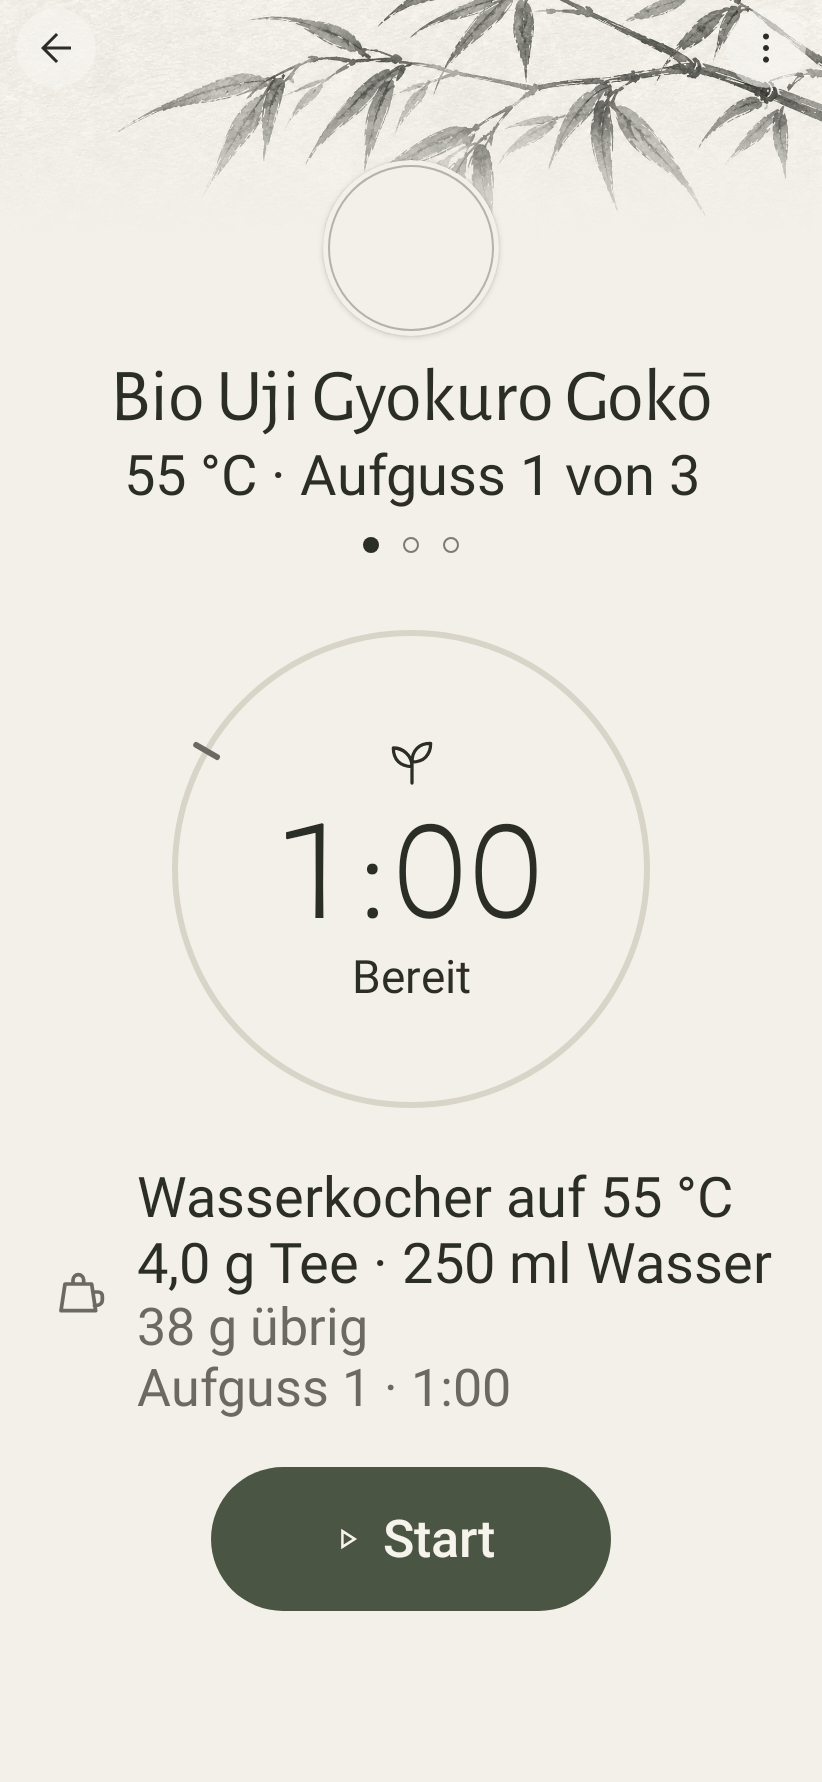 Bio Uji Gyokuro Gokō
55 °C · Aufguss 1 von 3
1:00
Bereit
Wasserkocher auf 55 °C
4,0 g Tee · 250 ml Wasser
38 g übrig
Aufguss 1 · 1:00
Start